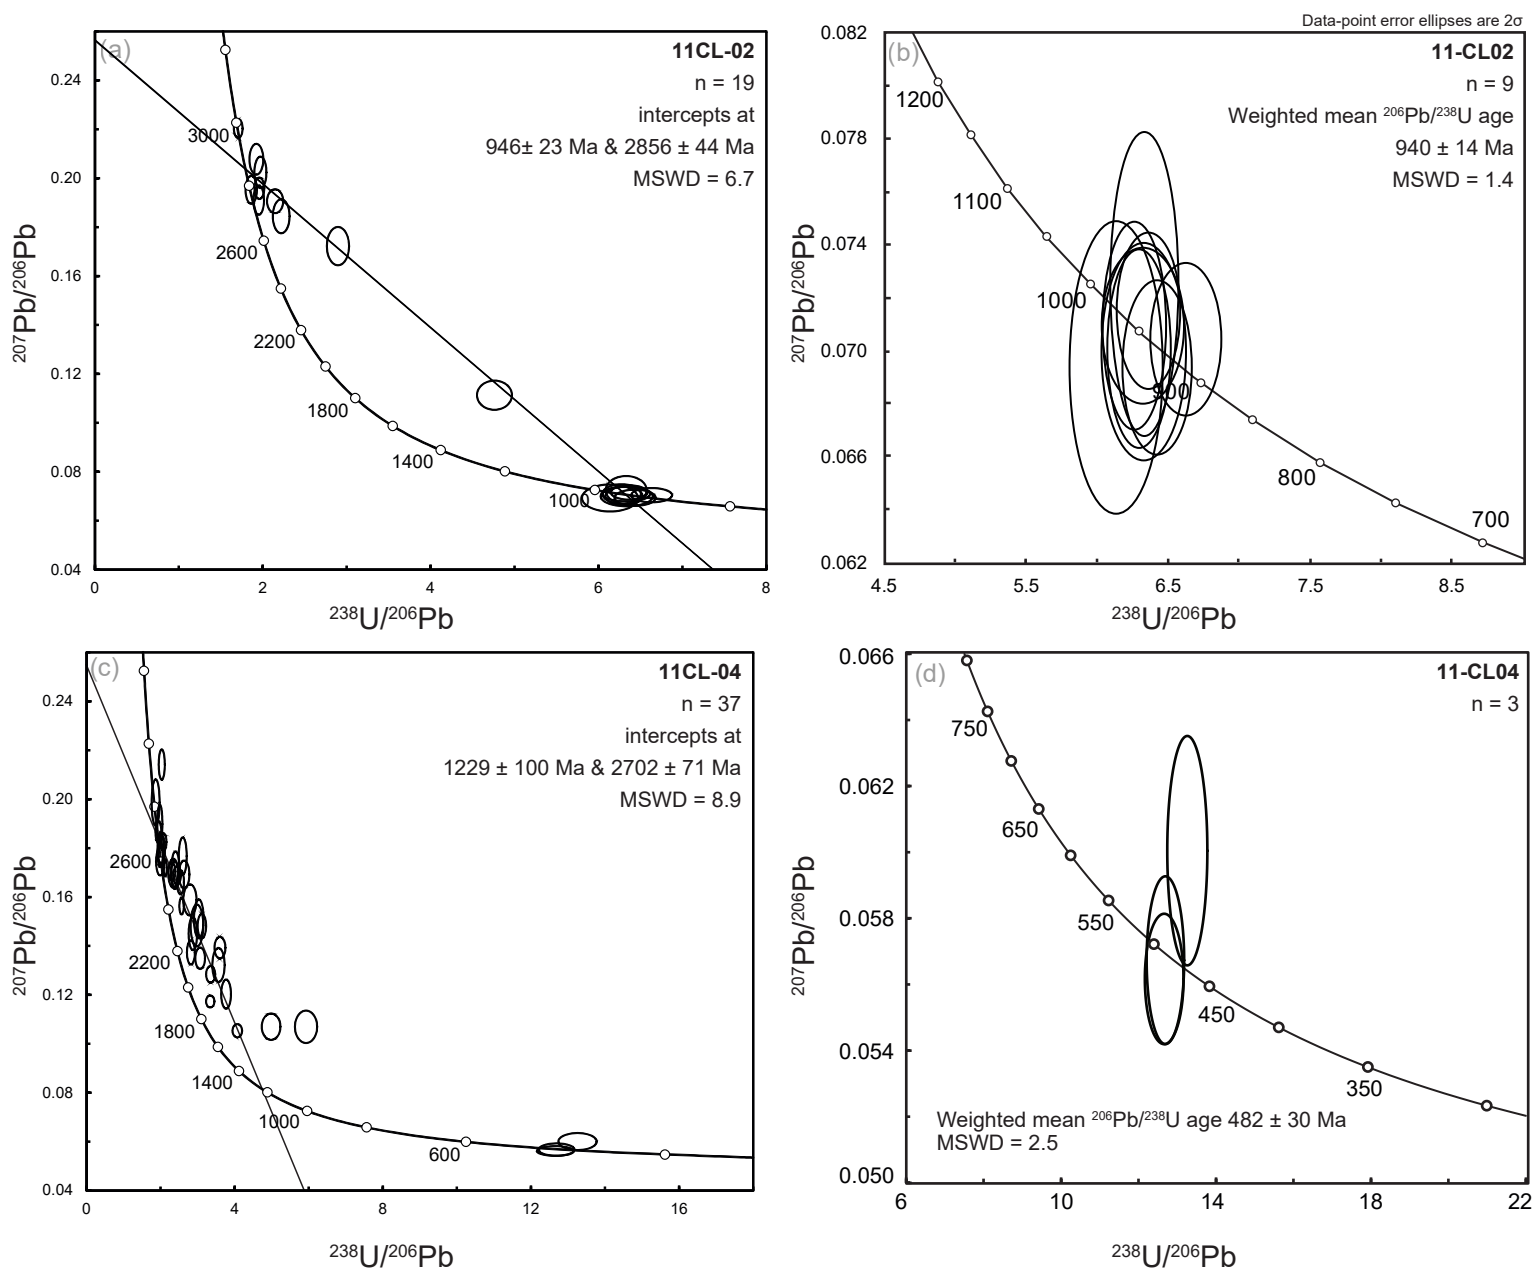 Data-point error ellipses are 2σ
(a)
11CL-02
n = 19
intercepts at
946± 23 Ma & 2856 ± 44 Ma
MSWD = 6.7
0.24
0.20
0.16
0.12
0.08
0.04
3000
2600
2200
1800
1400
1000
0 2 4 6 8
207Pb/206Pb
238U/206Pb
(b)
11-CL02
n = 9
Weighted mean 206Pb/238U age
940 ± 14 Ma
MSWD = 1.4
0.082
0.078
0.074
0.070
0.066
0.062
1200
1100
1000
900
800
700
4.5 5.5 6.5 7.5 8.5
207Pb/206Pb
238U/206Pb
(c)
11CL-04
n = 37
intercepts at
1229 ± 100 Ma & 2702 ± 71 Ma
MSWD = 8.9
0.24
0.20
0.16
0.12
0.08
0.04
2600
2200
1800
1400
1000
600
0 4 8 12 16
207Pb/206Pb
238U/206Pb
(d)
11-CL04
n = 3
0.066
0.062
0.058
0.054
0.050
750
650
550
450
350
Weighted mean 206Pb/238U age 482 ± 30 Ma
MSWD = 2.5
6 10 14 18 22
207Pb/206Pb
238U/206Pb